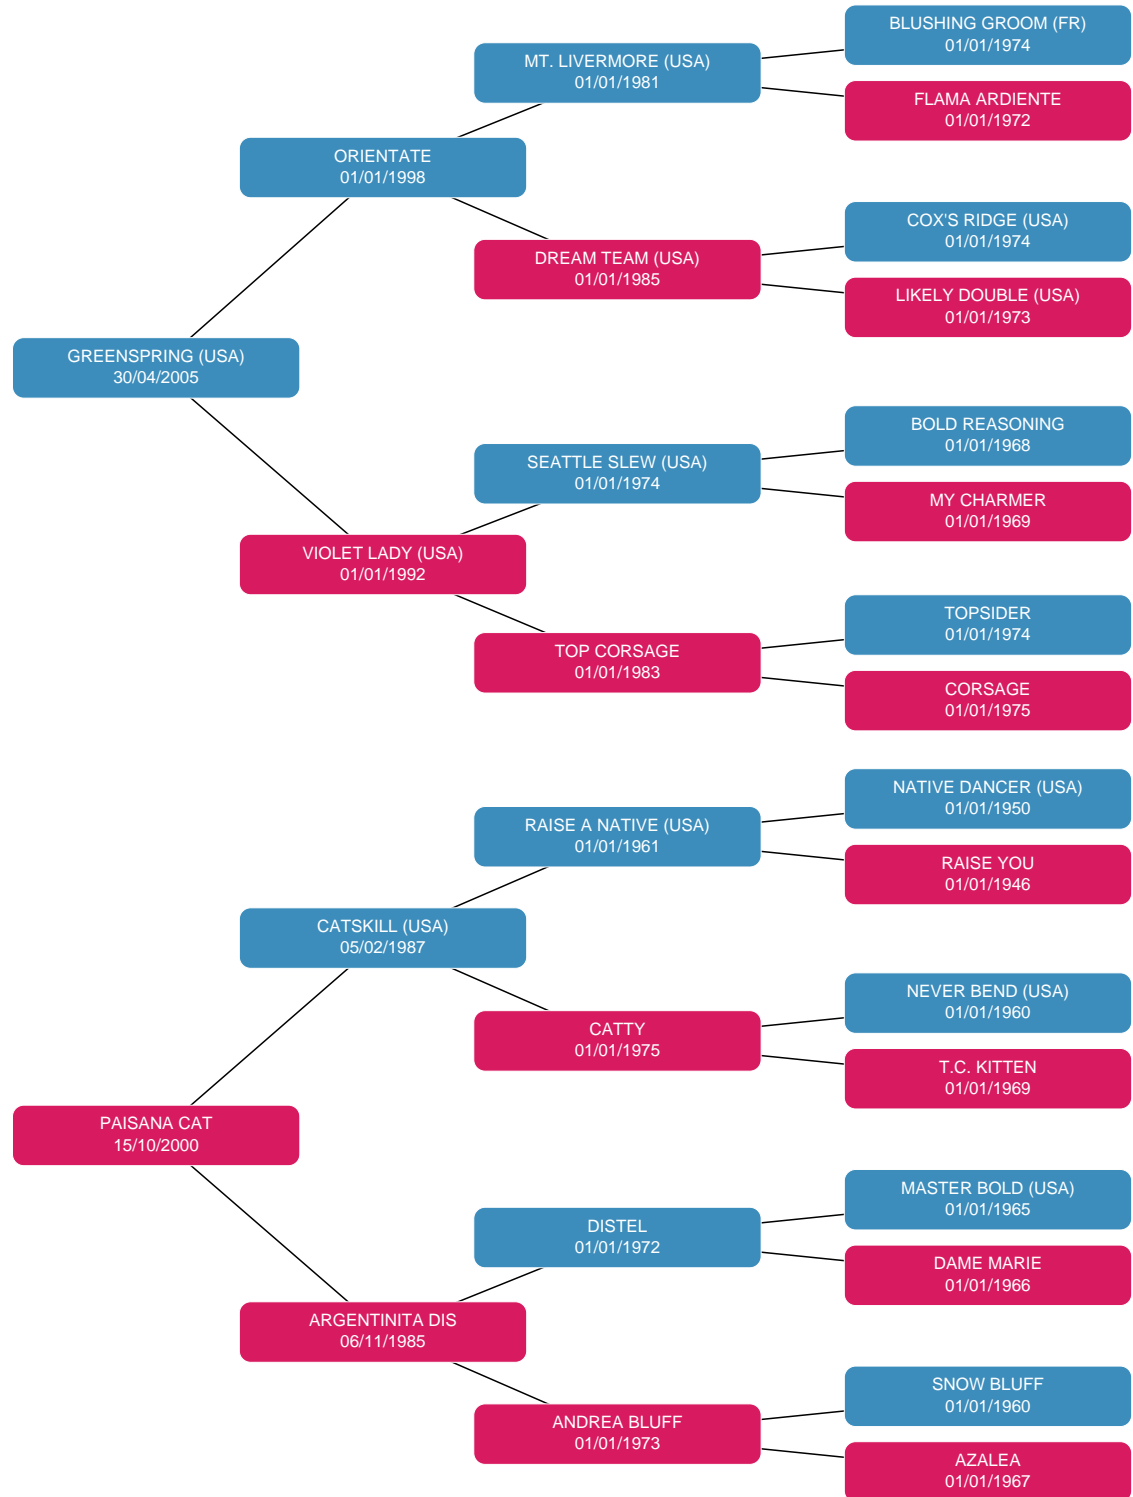 BLUSHING GROOM (FR)
01/01/1974
MT. LIVERMORE (USA)
01/01/1981
FLAMA ARDIENTE
01/01/1972
ORIENTATE
01/01/1998
COX'S RIDGE (USA)
01/01/1974
DREAM TEAM (USA)
01/01/1985
LIKELY DOUBLE (USA)
01/01/1973
GREENSPRING (USA)
30/04/2005
BOLD REASONING
01/01/1968
SEATTLE SLEW (USA)
01/01/1974
MY CHARMER
01/01/1969
VIOLET LADY (USA)
01/01/1992
TOPSIDER
01/01/1974
TOP CORSAGE
01/01/1983
CORSAGE
01/01/1975
NATIVE DANCER (USA)
01/01/1950
RAISE A NATIVE (USA)
01/01/1961
RAISE YOU
01/01/1946
CATSKILL (USA)
05/02/1987
NEVER BEND (USA)
01/01/1960
CATTY
01/01/1975
T.C. KITTEN
01/01/1969
PAISANA CAT
15/10/2000
MASTER BOLD (USA)
01/01/1965
DISTEL
01/01/1972
DAME MARIE
01/01/1966
ARGENTINITA DIS
06/11/1985
SNOW BLUFF
01/01/1960
ANDREA BLUFF
01/01/1973
AZALEA
01/01/1967